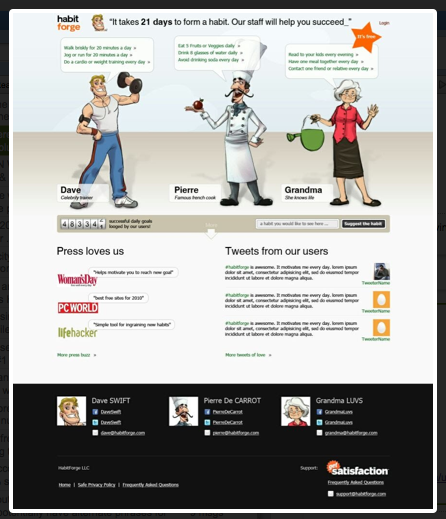 habit
forge
"It takes 21 days to form a habit. Our staff will help you succeed_"
Login
It's free.
Walk briskly for 20 minutes a day »
Jog or run for 20 minutes a day »
Do a cardio or weight training every day »
Eat 5 Fruits or Veggies daily »
Drink 8 glasses of water daily »
Avoid drinking soda every day »
Read to your kids every evening »
Have one meal together every day »
Contact one friend or relative every day »
Dave
Celebrity trainer
Pierre
Famous french cook
Grandma
She knows life
successful daily goals
logged by our users!
a habit you would like to see here ...
Suggest the habit
Press loves us
Tweets from our users
Woman's Day
"Helps motivate you to reach new goal"
PC WORLD
"best free sites for 2010"
lifehacker
"Simple tool for ingraining new habits"
More press buzz »
#habitforge is awesome. It motivates me every day. lorem ipsum
dolor sit amet, consectetur adipiscing elit, sed do eiusmod tempor
incididunt ut labore et dolore magna aliqua.
TweeterName
#habitforge is awesome. It motivates me every day. lorem ipsum
dolor sit amet, consectetur adipiscing elit, sed do eiusmod tempor
incididunt ut labore et dolore magna aliqua.
TweeterName
#habitforge is awesome. It motivates me every day. lorem ipsum
dolor sit amet, consectetur adipiscing elit, sed do eiusmod tempor
incididunt ut labore et dolore magna aliqua.
TweeterName
More tweets of love »
Dave SWIFT
DaveSwift
DaveSwift
dave@habitforge.com
Pierre De CARROT
PierreDeCarrot
PierreDeCarrot
pierre@habitforge.com
Grandma LUVS
GrandmaLuvs
GrandmaLuvs
grandma@habitforge.com
HabitForge LLC
Home | Safe Privacy Policy | Frequently Asked Questions
Support:
get
satisfaction
Frequently Asked Questions
support@habitforge.com